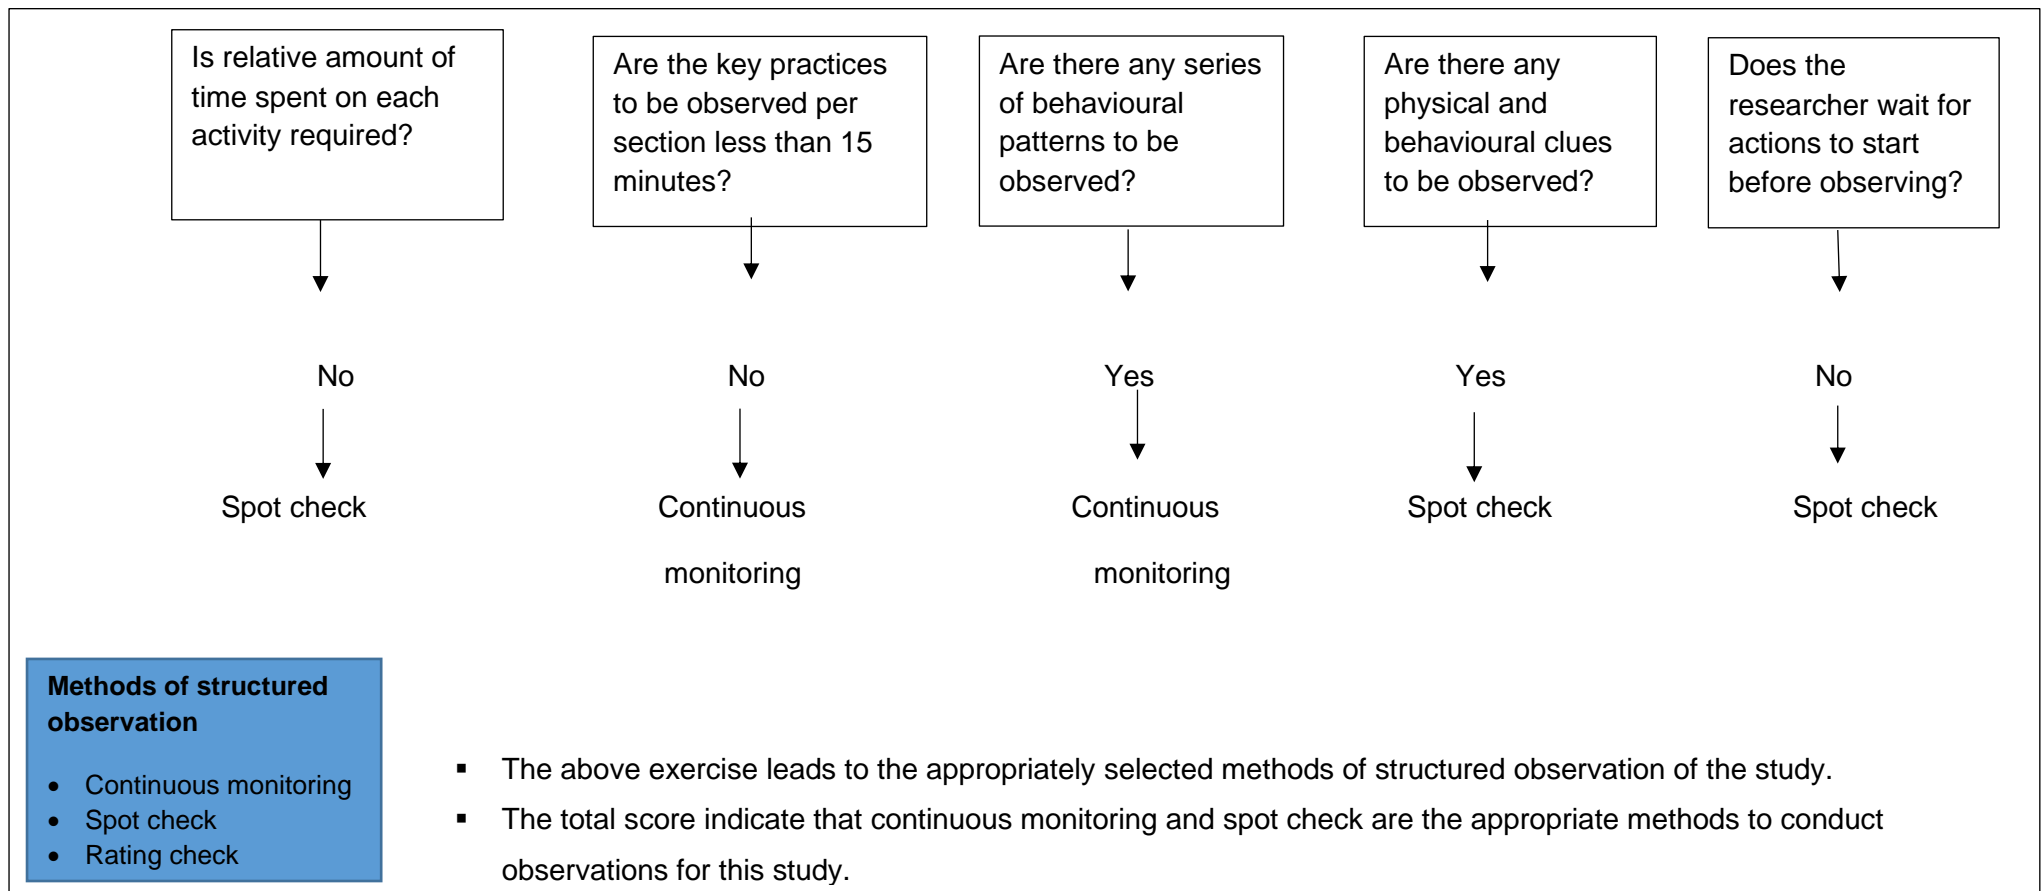 Is relative amount of
time spent on each
activity required?
Are the key practices
to be observed per
section less than 15
minutes?
Are there any series
of behavioural
patterns to be
observed?
Are there any
physical and
behavioural clues
to be observed?
Does the
researcher wait for
actions to start
before observing?
No
No
Yes
Yes
No
Spot check
Continuous
monitoring
Continuous
monitoring
Spot check
Spot check
Methods of structured
observation
• Continuous monitoring
• Spot check
• Rating check
▪ The above exercise leads to the appropriately selected methods of structured observation of the study.
▪ The total score indicate that continuous monitoring and spot check are the appropriate methods to conduct
observations for this study.